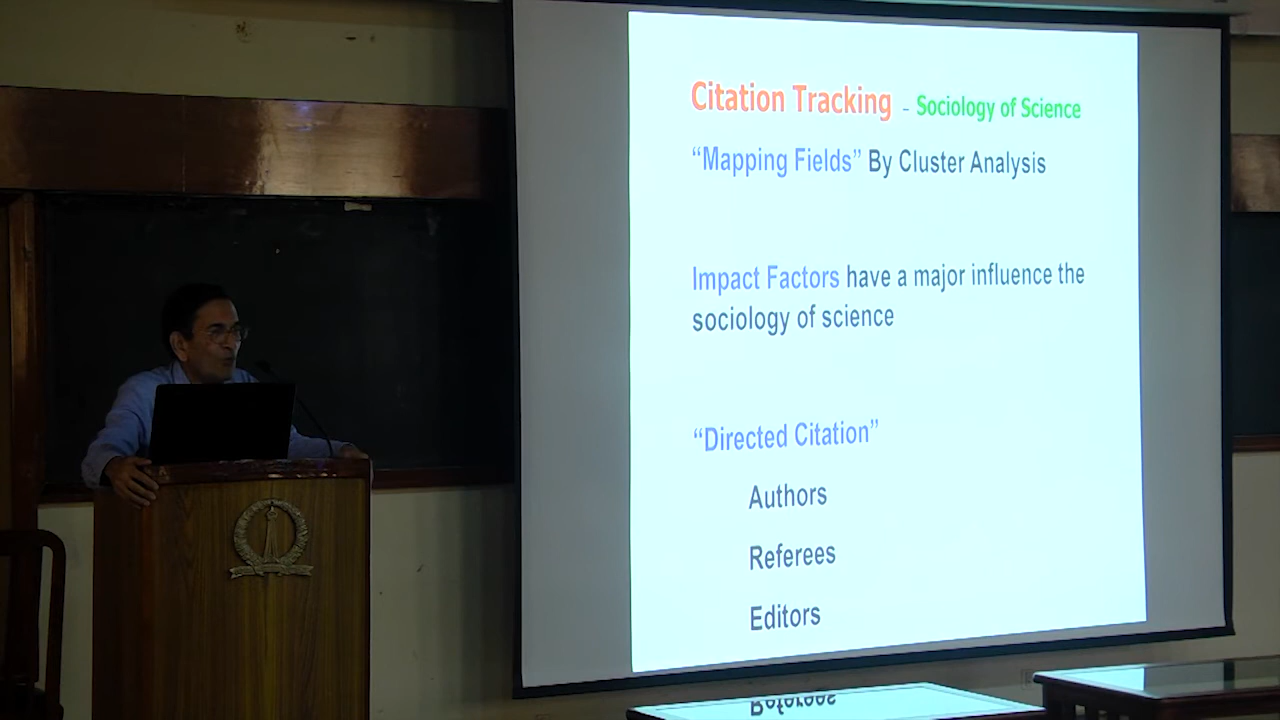 Citation Tracking – Sociology of Science
“Mapping Fields” By Cluster Analysis
Impact Factors have a major influence the
sociology of science
“Directed Citation”
Authors
Referees
Editors
Referees